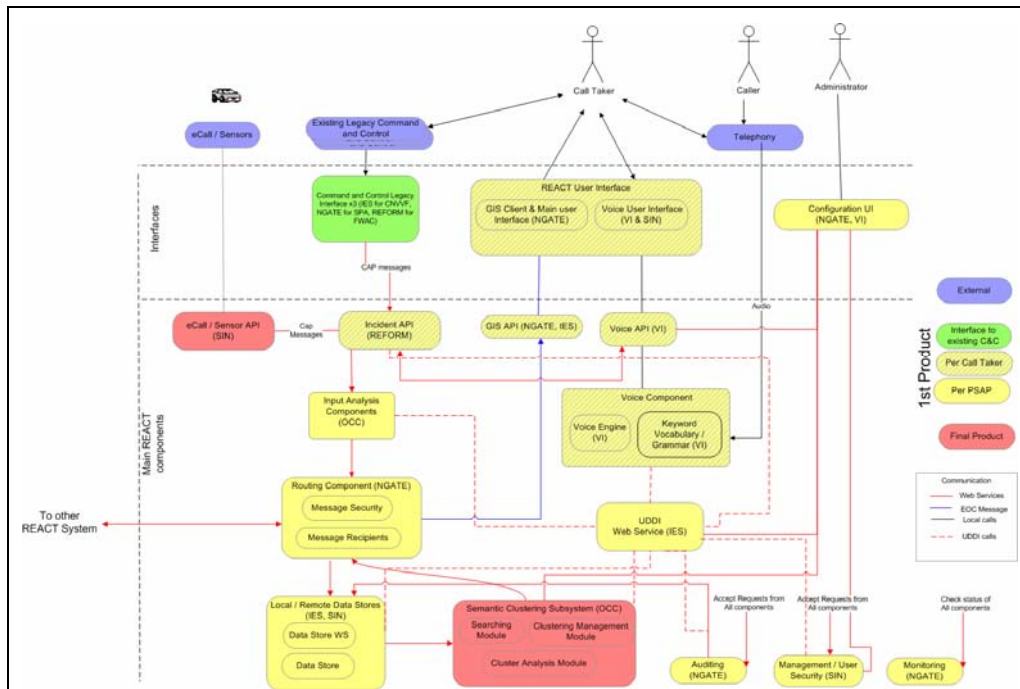 Call Taker
Caller
Administrator
eCall / Sensors
Existing Legacy Command
and Control
Telephony
Interfaces
Command and Control Legacy
Interface x3 (IES for CNVVF,
NGATE for SPA, REFORM for
FWAC)
REACT User Interface
GIS Client & Main user
Interface (NGATE)
Voice User Interface
(VI & SIN)
Configuration UI
(NGATE, VI)
CAP messages
Audio
eCall / Sensor API
(SIN)
Cap
Messages
Incident API
(REFORM)
GIS API (NGATE, IES)
Voice API (VI)
Main REACT
components
Input Analysis
Components
(OCC)
Voice Component
Voice Engine
(VI)
Keyword
Vocabulary /
Grammar (VI)
Routing Component (NGATE)
Message Security
Message Recipients
To other
REACT System
UDDI
Web Service (IES)
Local / Remote Data Stores
(IES, SIN)
Data Store WS
Data Store
Semantic Clustering Subsystem (OCC)
Searching
Module
Clustering Management
Module
Cluster Analysis Module
Accept Requests from
All components
Accept Requests from
All components
Check status of
All components
Auditing
(NGATE)
Management / User
Security (SIN)
Monitoring
(NGATE)
1st Product
External
Interface to
existing C&C
Per Call Taker
Per PSAP
Final Product
Communication
Web Services
EOC Message
Local calls
UDDI calls